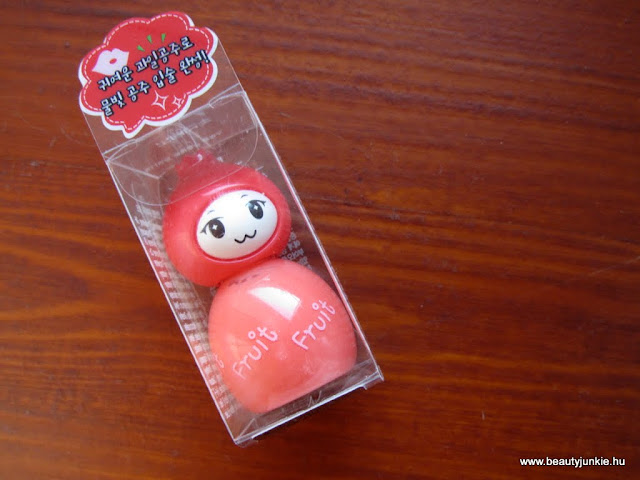 귀여운 과일공주로
물빛 공주 입술 완성!
Fruit
Fruit
www.beautyjunkie.hu